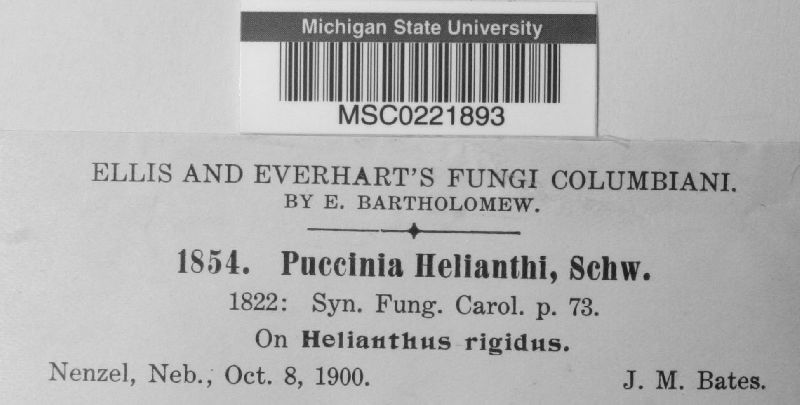 Michigan State University
MSC0221893
ELLIS AND EVERHART'S FUNGI COLUMBIANI.
BY E. BARTHOLOMEW.
1854. Puccinia Helianthi, Schw.
1822: Syn. Fung. Carol. p. 73.
On Helianthus rigidus.
Nenzel, Neb., Oct. 8, 1900. J. M. Bates.